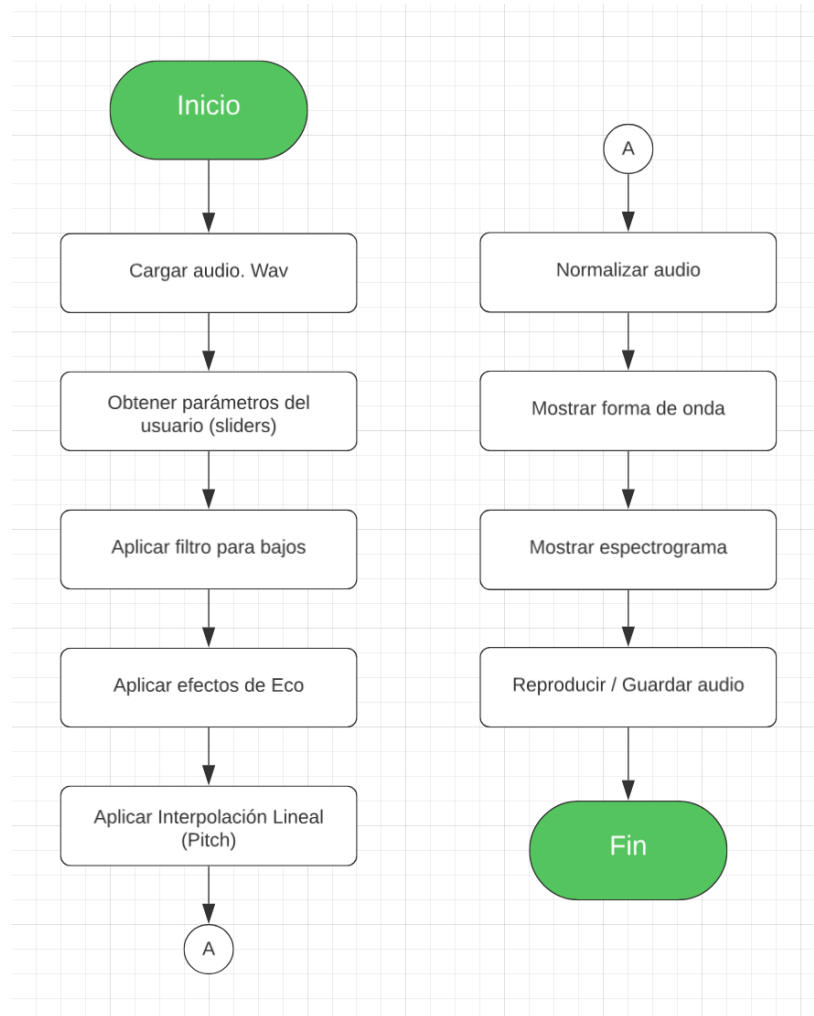 Inicio
Cargar audio. Wav
Obtener parámetros del
usuario (sliders)
Aplicar filtro para bajos
Aplicar efectos de Eco
Aplicar Interpolación Lineal
(Pitch)
A
A
Normalizar audio
Mostrar forma de onda
Mostrar espectrograma
Reproducir / Guardar audio
Fin